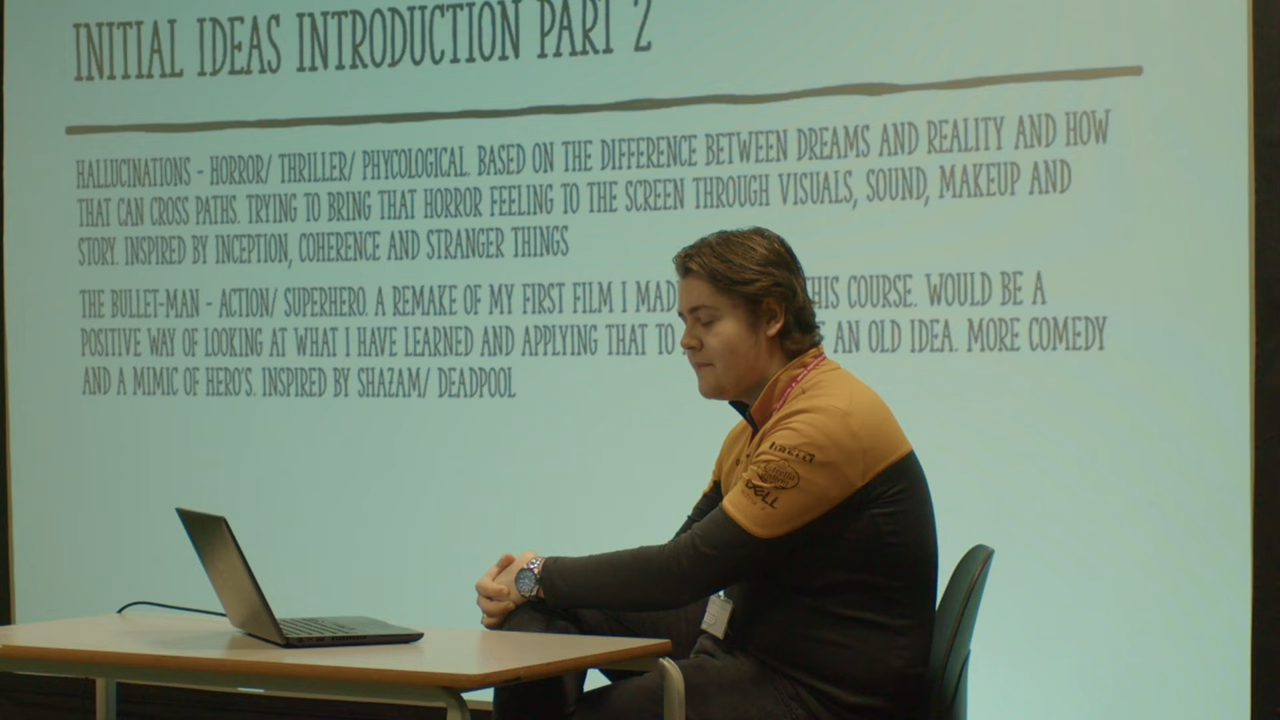 INITIAL IDEAS INTRODUCTION PART 2
HALLUCINATIONS - HORROR/ THRILLER/ PHYCOLOGICAL. BASED ON THE DIFFERENCE BETWEEN DREAMS AND REALITY AND HOW
THAT CAN CROSS PATHS. TRYING TO BRING THAT HORROR FEELING TO THE SCREEN THROUGH VISUALS, SOUND, MAKEUP AND
STORY. INSPIRED BY INCEPTION, COHERENCE AND STRANGER THINGS
THE BULLET-MAN - ACTION/ SUPERHERO. A REMAKE OF MY FIRST FILM I MAD HIS COURSE. WOULD BE A
POSITIVE WAY OF LOOKING AT WHAT I HAVE LEARNED AND APPLYING THAT TO AN OLD IDEA. MORE COMEDY
AND A MIMIC OF HERO'S. INSPIRED BY SHAZAM/ DEADPOOL
PIRELLI